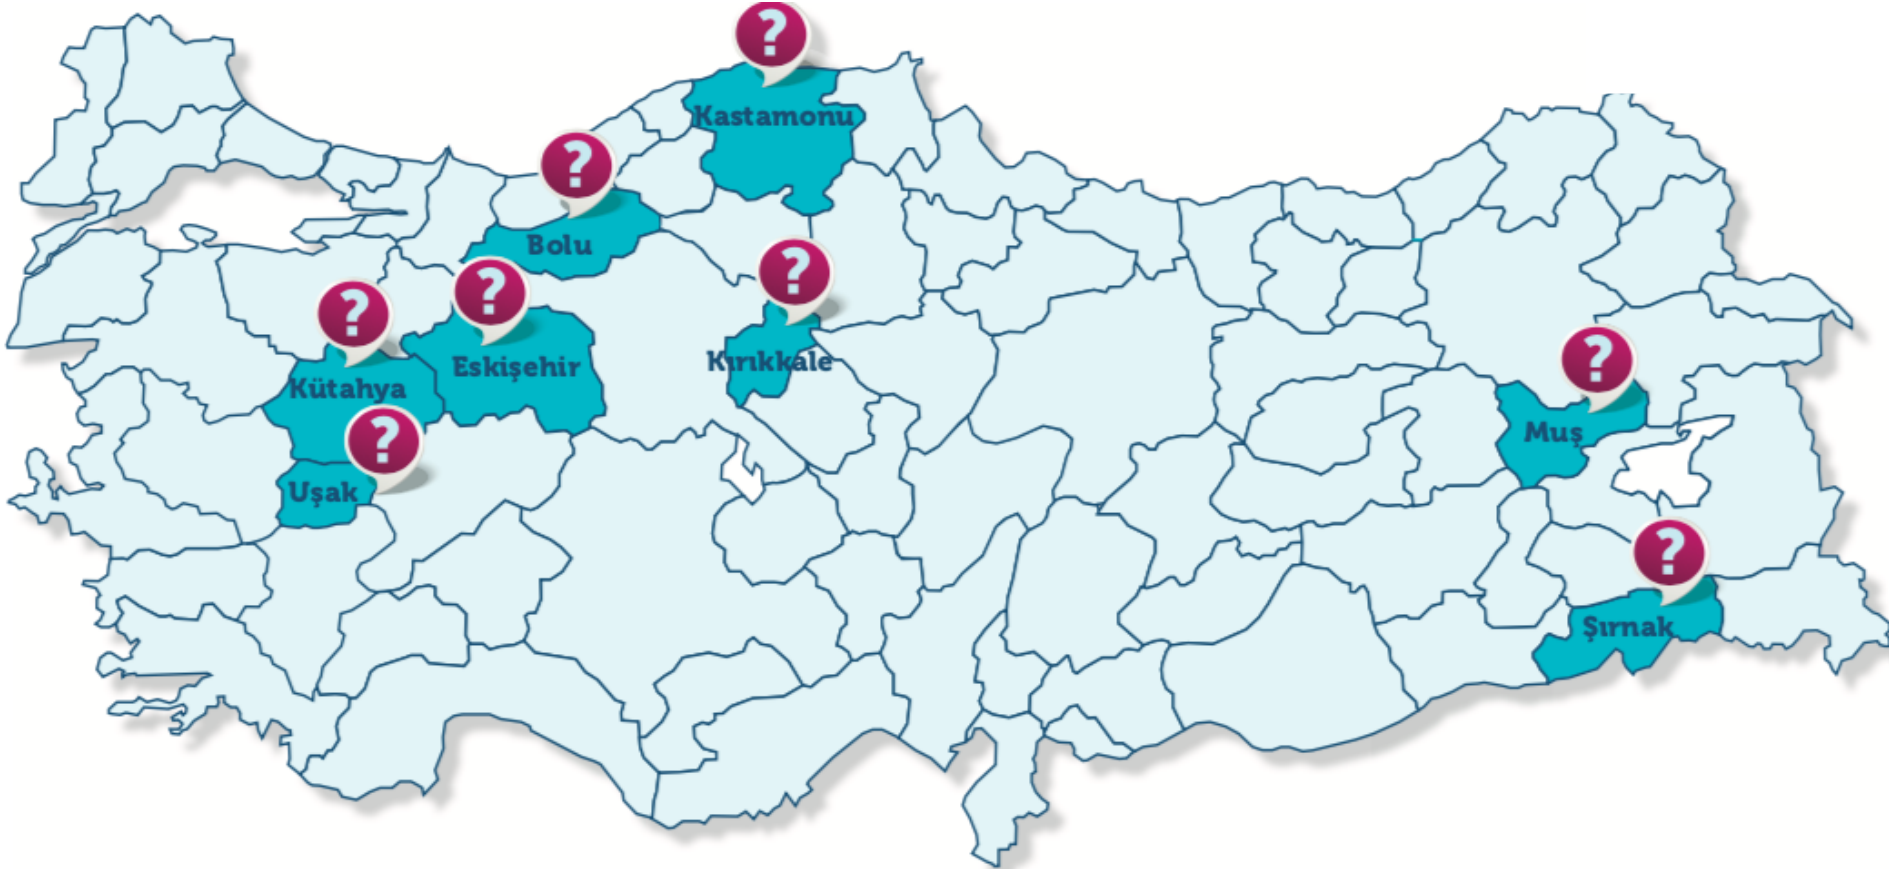 ?
Kastamonu
?
Bolu
?
?
?
Kırıkkale
Eskişehir
Kütahya
?
Muş
?
Uşak
?
Şırnak